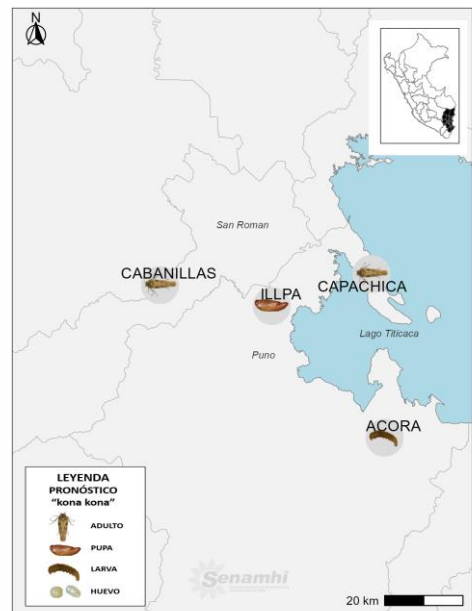 N
San Roman
CABANILLAS
ILLPA
CAPACHICA
Lago Titicaca
Puno
ACORA
LEYENDA
PRONÓSTICO
"kona kona"
ADULTO
PUPA
LARVA
HUEVO
Senamhi
20 km